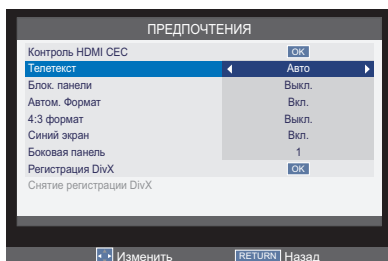 ПРЕДПОЧТЕНИЯ
Контроль HDMI CEC OK
Телетекст Авто
Блок. панели Выкл.
Автом. Формат Вкл.
4:3 формат Выкл.
Синий экран Вкл.
Боковая панель 1
Регистрация DivX OK
Снятие регистрации DivX
Изменить RETURN Назад